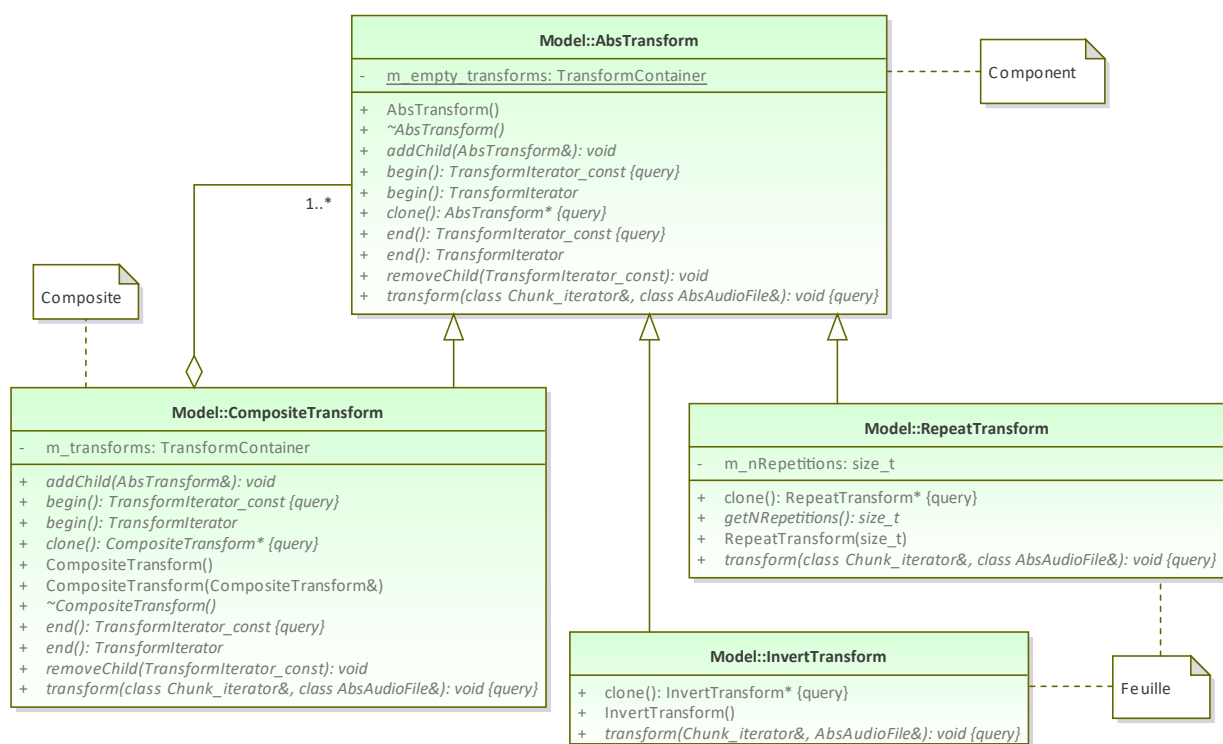 Model::AbsTransform
- m_empty_transforms: TransformContainer
+ AbsTransform()
+ ~AbsTransform()
+ addChild(AbsTransform&): void
+ begin(): TransformIterator_const {query}
+ begin(): TransformIterator
+ clone(): AbsTransform* {query}
+ end(): TransformIterator_const {query}
+ end(): TransformIterator
+ removeChild(TransformIterator_const): void
+ transform(class Chunk_iterator&, class AbsAudioFile&): void {query}
Component
1..*
Composite
Model::CompositeTransform
- m_transforms: TransformContainer
+ addChild(AbsTransform&): void
+ begin(): TransformIterator_const {query}
+ begin(): TransformIterator
+ clone(): CompositeTransform* {query}
+ CompositeTransform()
+ CompositeTransform(CompositeTransform&)
+ ~CompositeTransform()
+ end(): TransformIterator_const {query}
+ end(): TransformIterator
+ removeChild(TransformIterator_const): void
+ transform(class Chunk_iterator&, class AbsAudioFile&): void {query}
Model::RepeatTransform
- m_nRepetitions: size_t
+ clone(): RepeatTransform* {query}
+ getNRepetitions(): size_t
+ RepeatTransform(size_t)
+ transform(class Chunk_iterator&, class AbsAudioFile&): void {query}
Model::InvertTransform
+ clone(): InvertTransform* {query}
+ InvertTransform()
+ transform(Chunk_iterator&, AbsAudioFile&): void {query}
Feuille